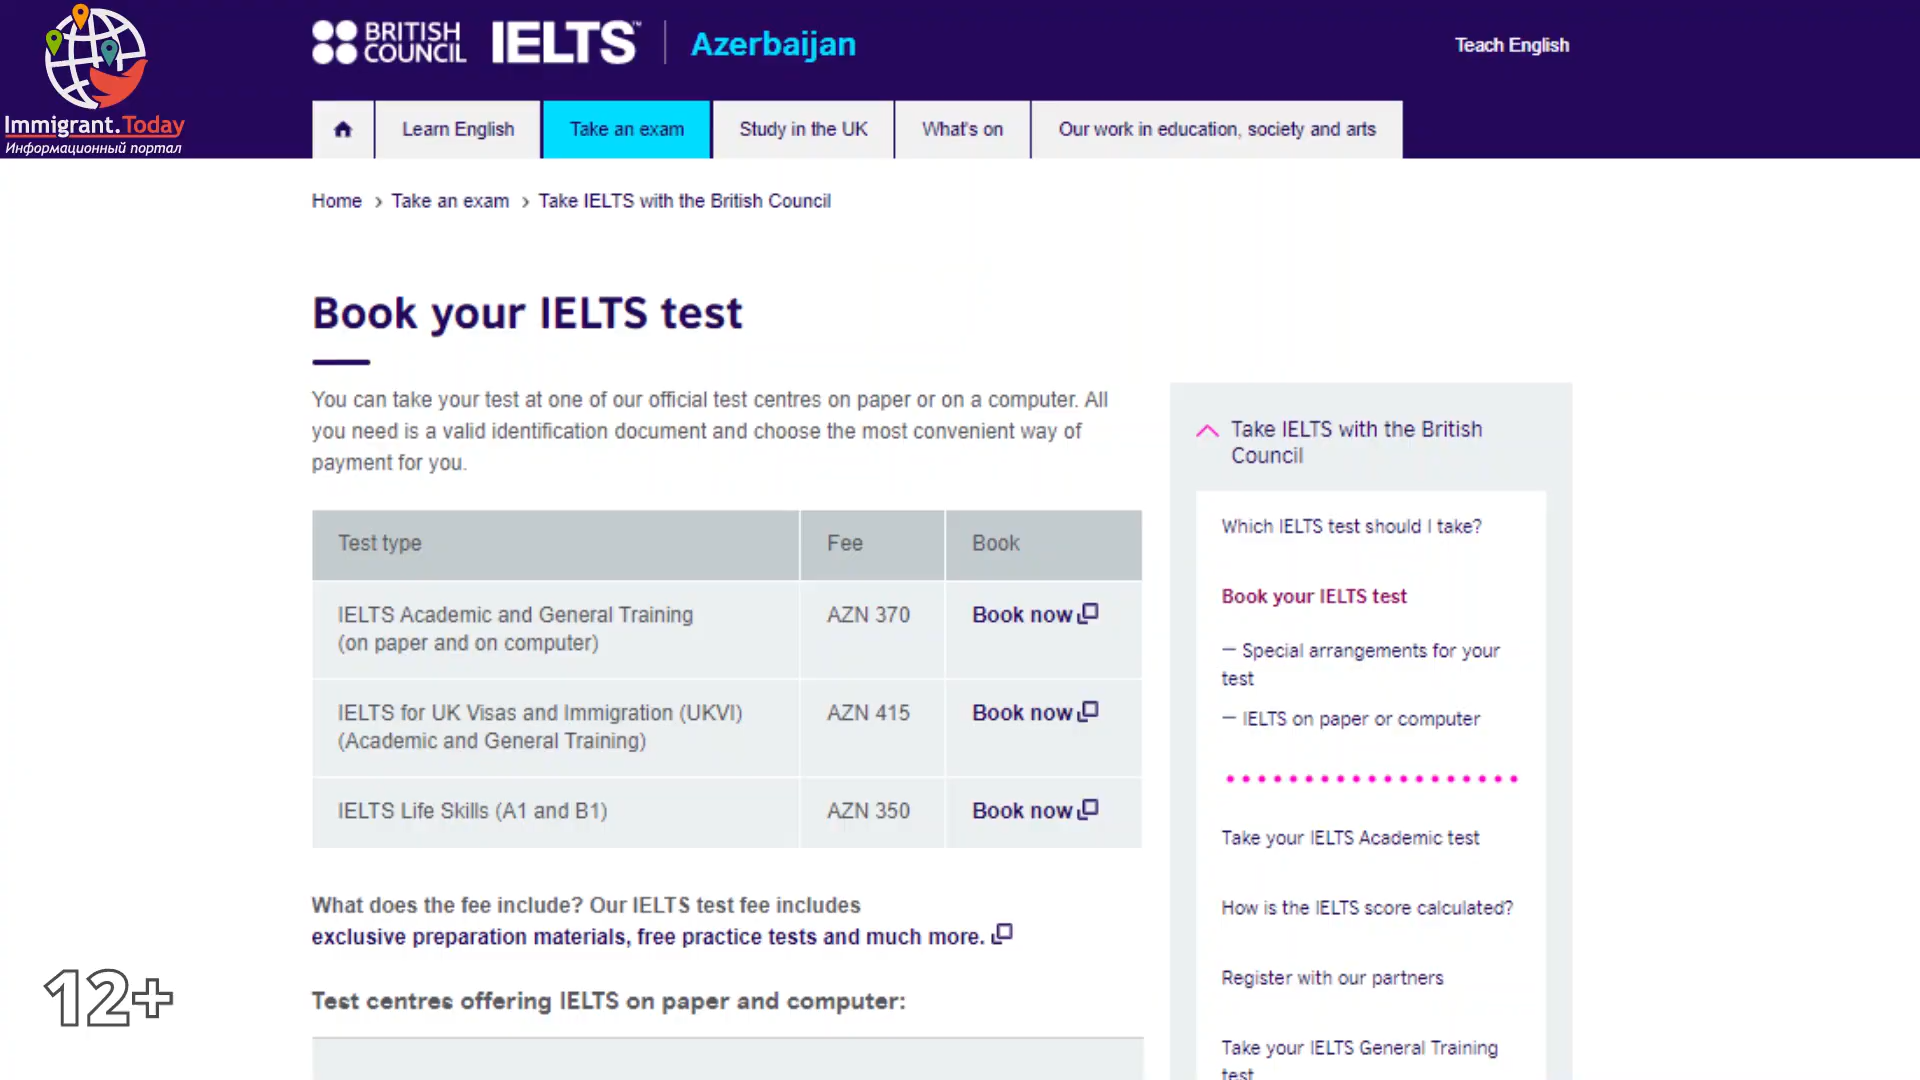 Immigrant.Today
Информационный портал
BRITISH
COUNCIL
IELTS™
Azerbaijan
Teach English
Learn English
Take an exam
Study in the UK
What's on
Our work in education, society and arts
Home › Take an exam › Take IELTS with the British Council
Book your IELTS test
You can take your test at one of our official test centres on paper or on a computer. All
you need is a valid identification document and choose the most convenient way of
payment for you.
Test type Fee Book
IELTS Academic and General Training
(on paper and on computer)
AZN 370
Book now
IELTS for UK Visas and Immigration (UKVI)
(Academic and General Training)
AZN 415
Book now
IELTS Life Skills (A1 and B1)
AZN 350
Book now
What does the fee include? Our IELTS test fee includes
exclusive preparation materials, free practice tests and much more.
Test centres offering IELTS on paper and computer:
Take IELTS with the British
Council
Which IELTS test should I take?
Book your IELTS test
— Special arrangements for your
test
— IELTS on paper or computer
Take your IELTS Academic test
How is the IELTS score calculated?
Register with our partners
Take your IELTS General Training
test
12+